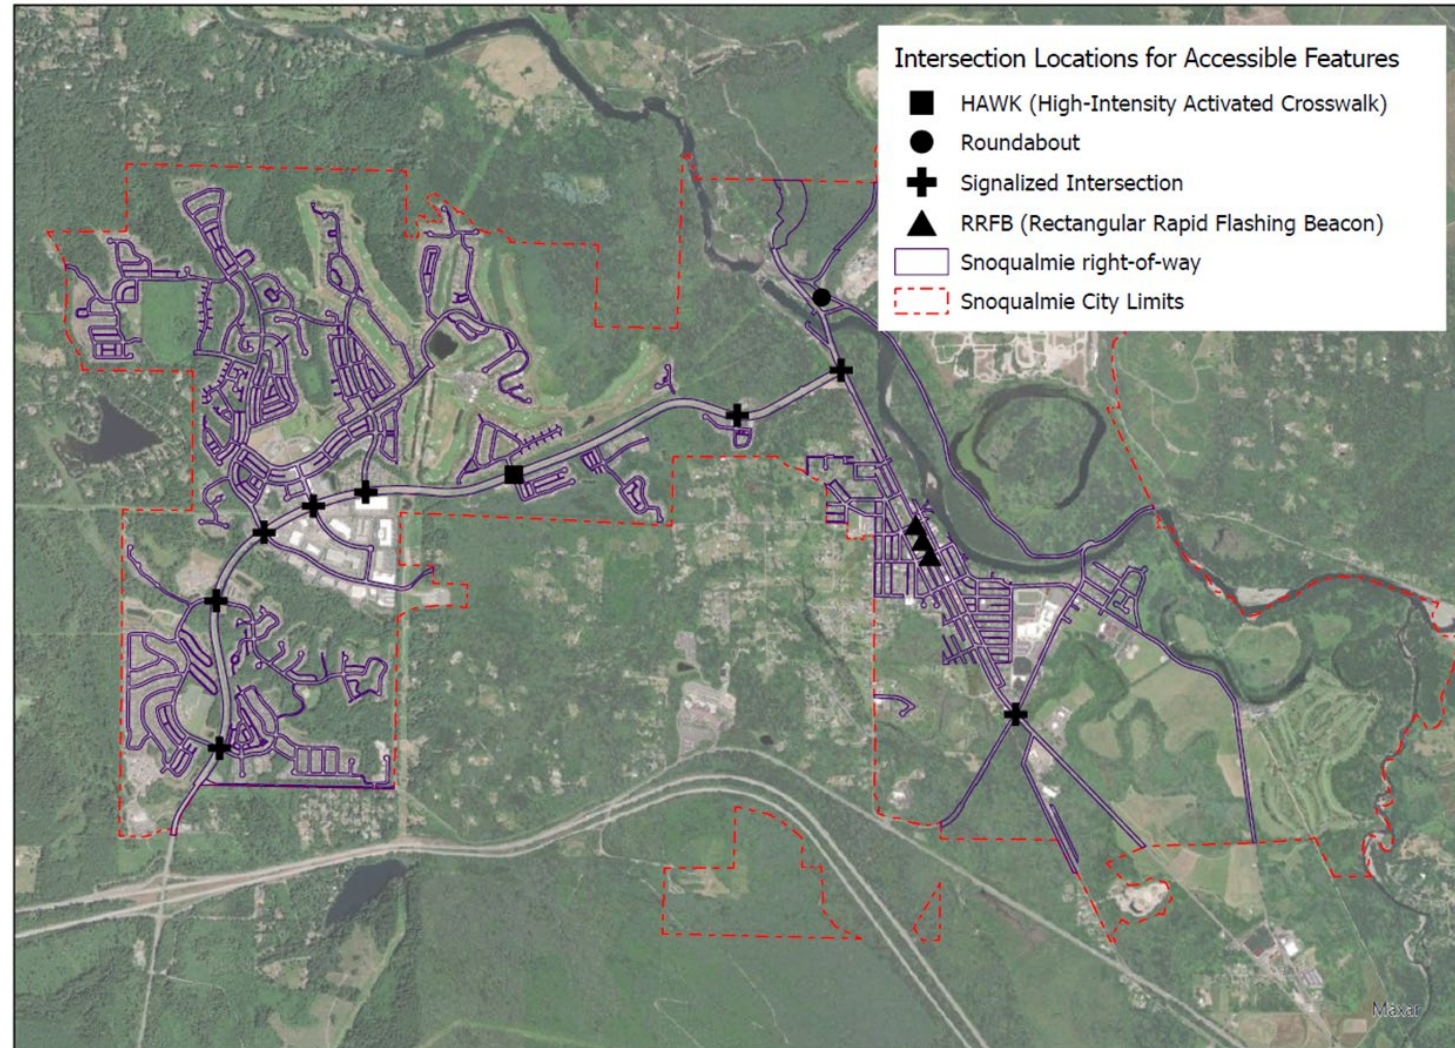 Intersection Locations for Accessible Features
HAWK (High-Intensity Activated Crosswalk)
Roundabout
Signalized Intersection
RRFB (Rectangular Rapid Flashing Beacon)
Snoqualmie right-of-way
Snoqualmie City Limits
Maxar